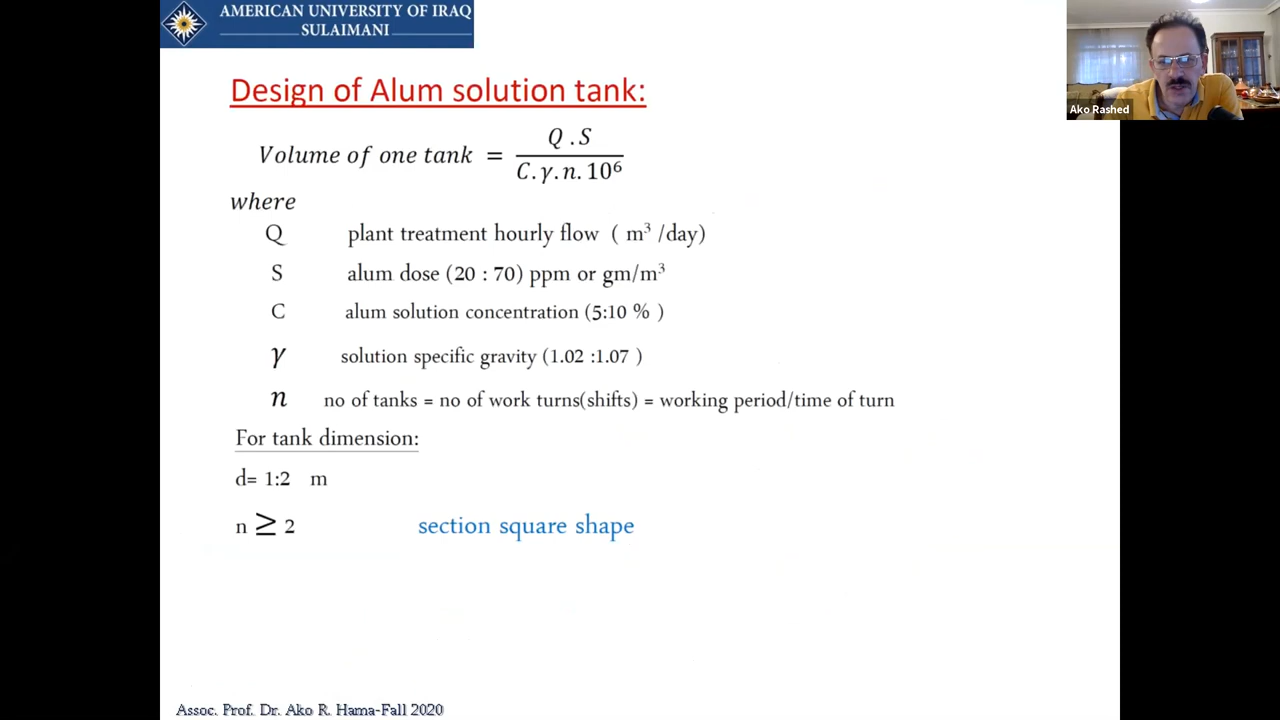 AMERICAN UNIVERSITY OF IRAQ
SULAIMANI
Ako Rashed
Design of Alum solution tank:
Volume of one tank = Q .S / C. γ. n. 10⁶
where
Q plant treatment hourly flow ( m³ /day)
S alum dose (20 : 70) ppm or gm/m³
C alum solution concentration (5:10 % )
γ solution specific gravity (1.02 :1.07 )
n no of tanks = no of work turns(shifts) = working period/time of turn
For tank dimension:
d= 1:2 m
n ≥ 2 section square shape
Assoc. Prof. Dr. Ako R. Hama-Fall 2020